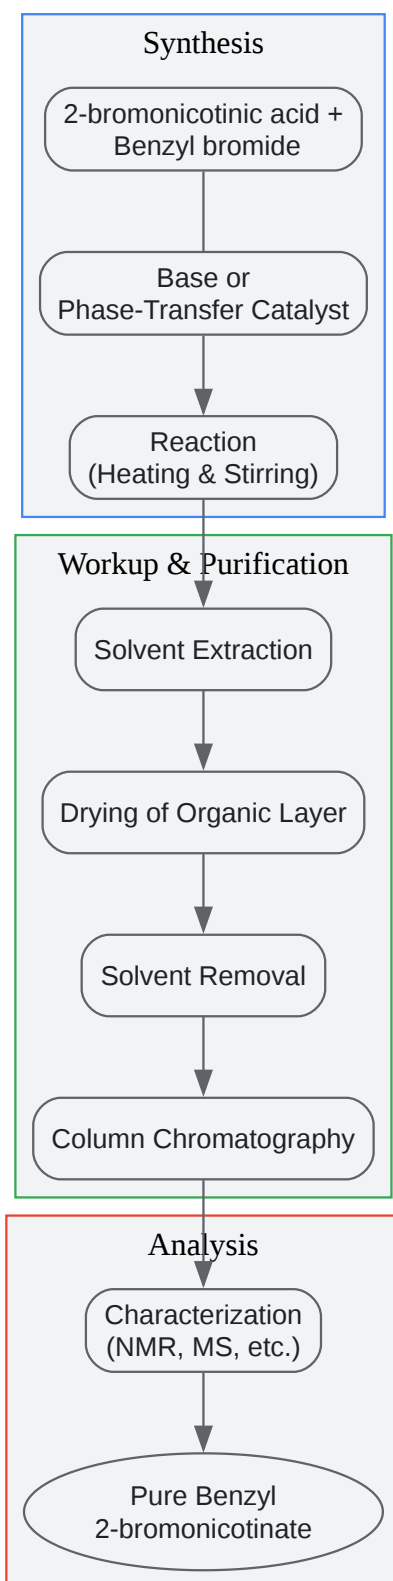 Synthesis
2-bromonicotinic acid +
Benzyl bromide
Base or
Phase-Transfer Catalyst
Reaction
(Heating & Stirring)
Workup & Purification
Solvent Extraction
Drying of Organic Layer
Solvent Removal
Column Chromatography
Analysis
Characterization
(NMR, MS, etc.)
Pure Benzyl
2-bromonicotinate